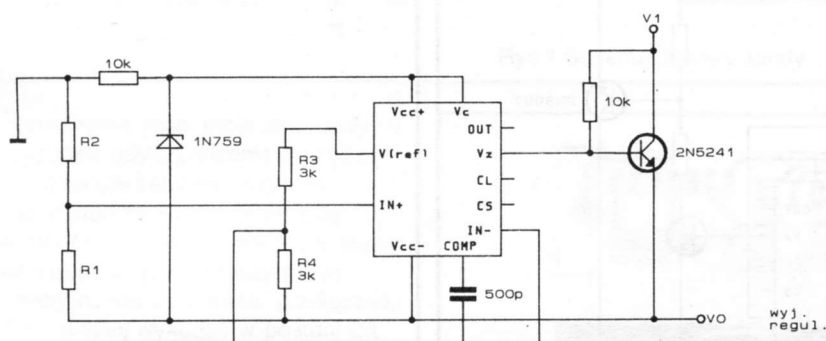 V1
10k
R2
1N759
R3
3k
Vcc+
Vc
OUT
V(ref)
Vz
CL
IN+
CS
IN-
Vcc-
COMP
10k
2N5241
R1
R4
3k
500p
VO
wyj.
regul.